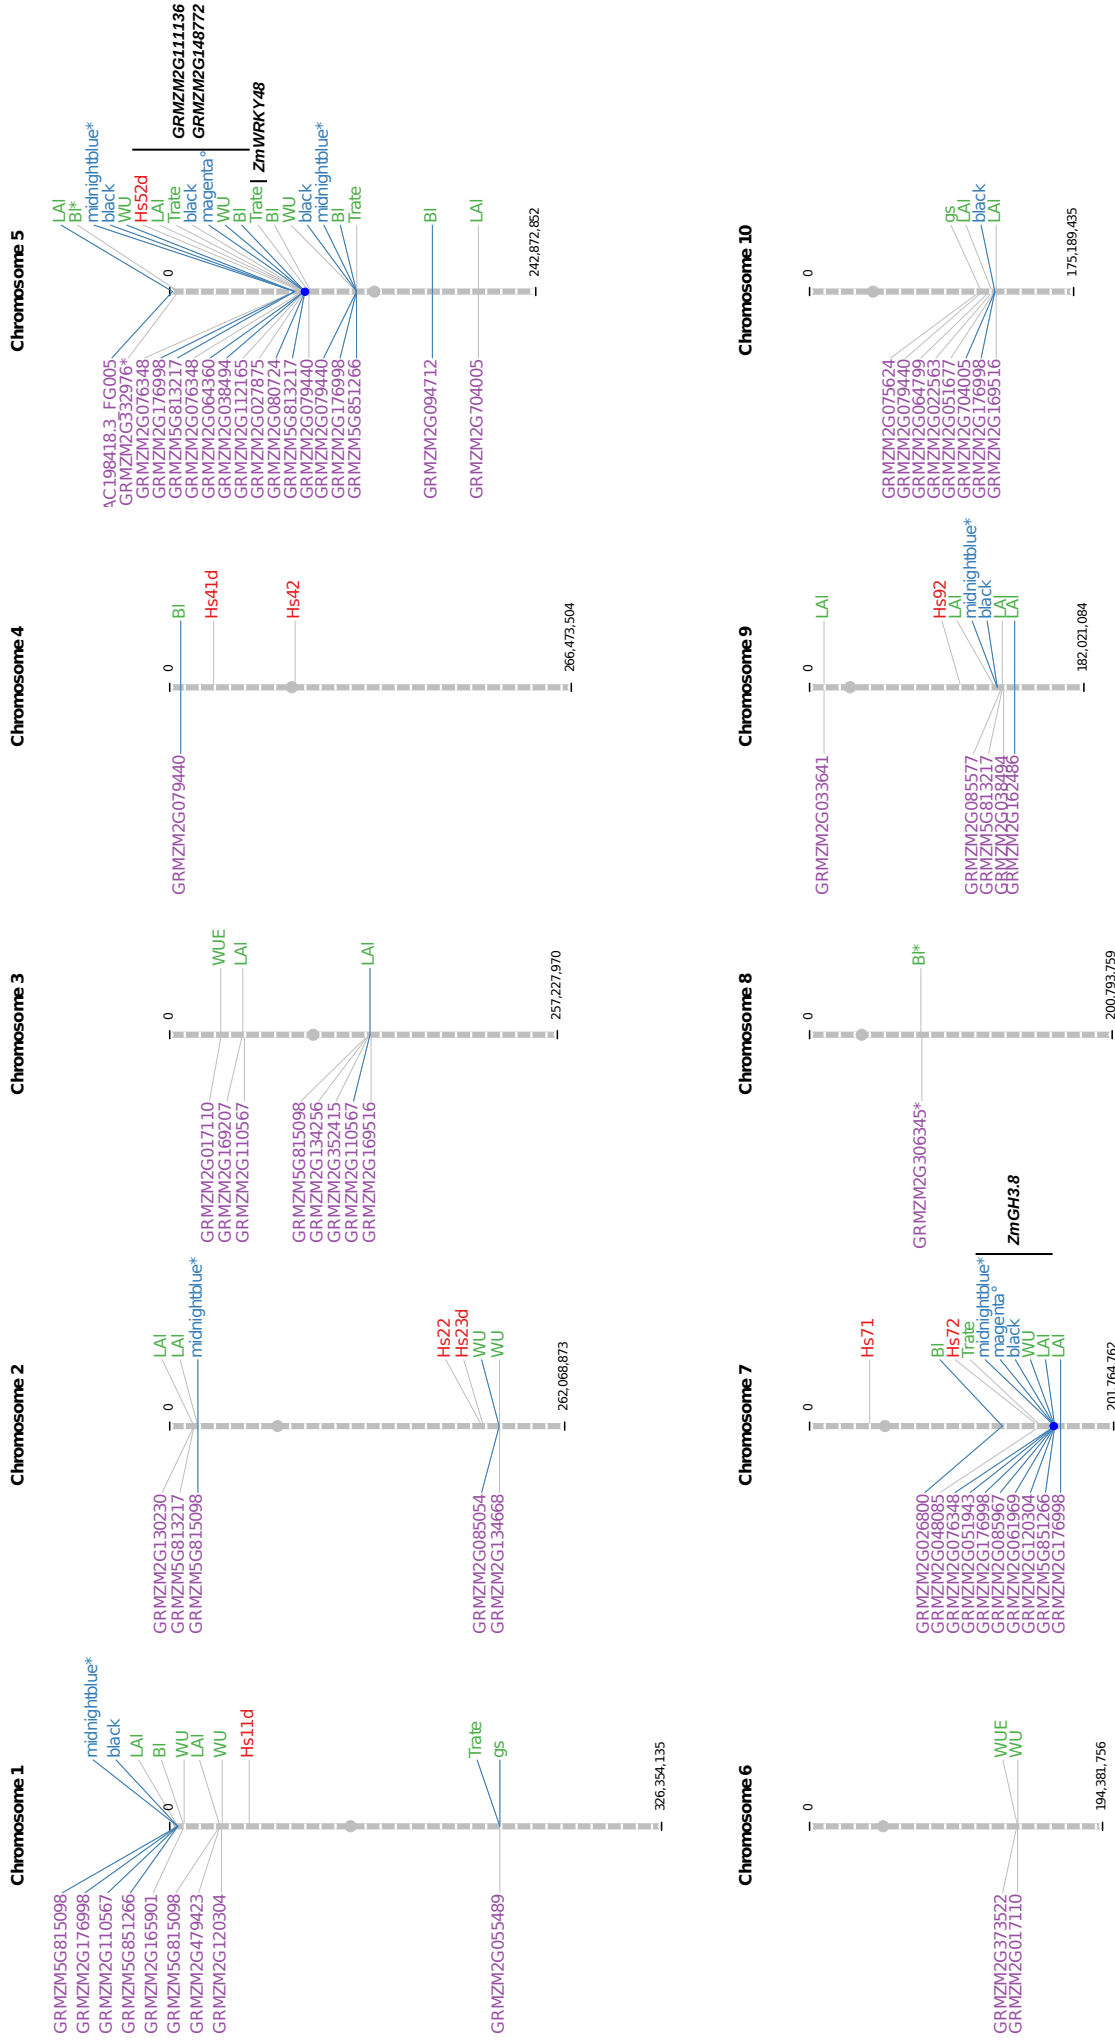 Chromosome 1
0
GRMZM5G815098
GRMZM2G176998
GRMZM2G110567
GRMZM5G851266
GRMZM2G165901
GRMZM5G815098
GRMZM2G479423
GRMZM2G120304
GRMZM2G055489
midnightblue*
black
LAI
BI
WU
LAI
WU
Hs11d
Trate
gs
326,354,135
Chromosome 2
0
GRMZM2G130230
GRMZM5G813217
GRMZM5G815098
GRMZM2G085054
GRMZM2G134668
LAI
LAI
midnightblue*
Hs22
Hs23d
WU
WU
262,068,873
Chromosome 3
0
GRMZM2G017110
GRMZM2G169207
GRMZM2G110567
GRMZM5G815098
GRMZM2G134256
GRMZM2G352415
GRMZM2G110567
GRMZM2G169516
WUE
LAI
LAI
257,227,970
Chromosome 4
0
GRMZM2G079440
BI
Hs41d
Hs42
266,473,504
Chromosome 5
0
AC198418.3_FG005
GRMZM2G332976*
GRMZM2G076348
GRMZM2G176998
GRMZM5G813217
GRMZM2G076348
GRMZM2G064360
GRMZM2G038494
GRMZM2G112165
GRMZM2G027875
GRMZM2G080724
GRMZM5G813217
GRMZM2G079440
GRMZM2G079440
GRMZM2G176998
GRMZM5G851266
GRMZM2G094712
GRMZM2G704005
LAI
BI*
midnightblue*
black
WU
Hs52d
LAI
Trate
black
magenta°
WU
BI
Trate
BI
WU
black
midnightblue*
BI
Trate
BI
LAI
GRMZM2G111136
GRMZM2G148772
ZmWRKY48
242,872,852
Chromosome 6
0
GRMZM2G373522
GRMZM2G017110
WUE
WU
194,381,756
Chromosome 7
0
GRMZM2G026800
GRMZM2G048085
GRMZM2G076348
GRMZM2G051943
GRMZM2G176998
GRMZM2G085967
GRMZM2G061969
GRMZM2G120304
GRMZM5G851266
GRMZM2G176998
Hs71
BI
Hs72
Trate
midnightblue*
magenta°
black
WU
LAI
LAI
ZmGH3.8
201,764,762
Chromosome 8
0
GRMZM2G306345*
BI*
200,793,759
Chromosome 9
0
GRMZM2G033641
GRMZM2G085577
GRMZM5G813217
GRMZM2G038494
GRMZM2G162486
LAI
Hs92
LAI
midnightblue*
black
LAI
LAI
182,021,084
Chromosome 10
0
GRMZM2G075624
GRMZM2G079440
GRMZM2G064799
GRMZM2G022563
GRMZM2G051677
GRMZM2G704005
GRMZM2G176998
GRMZM2G169516
gs
LAI
black
LAI
175,189,435